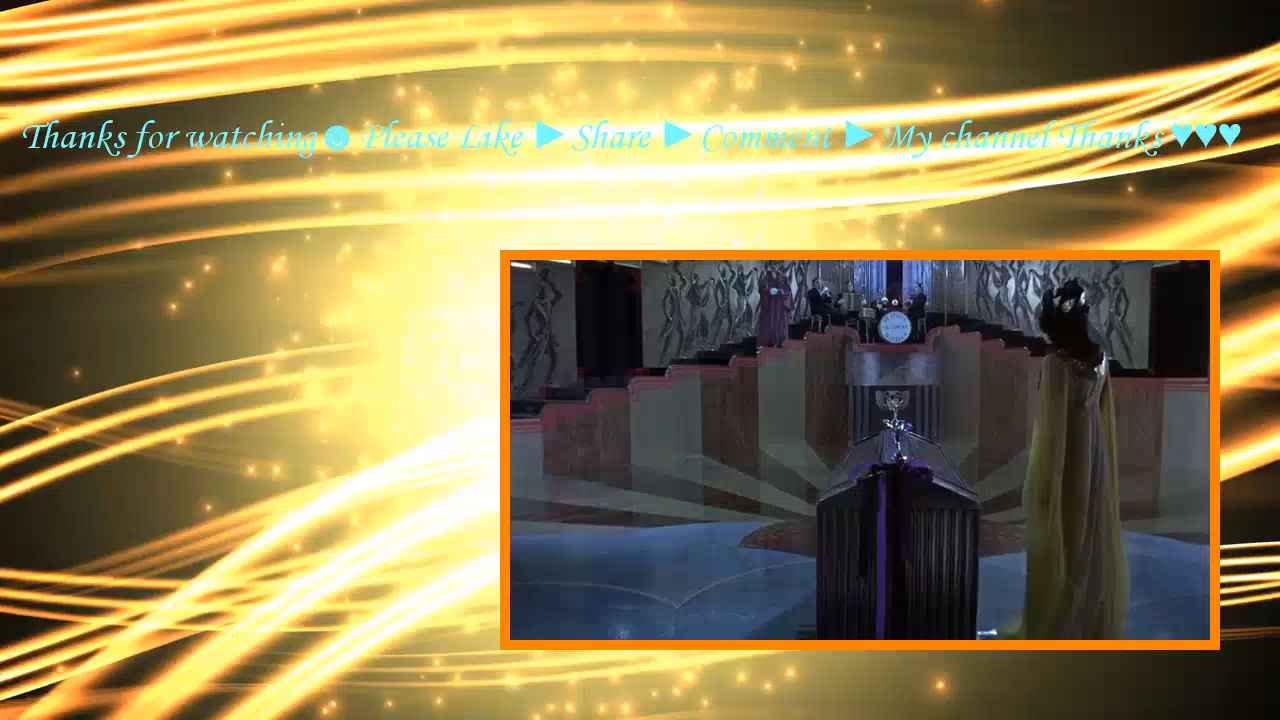 Thanks for watching☻ Please Like ► Share ► Comment ► My channel Thanks ♥♥♥